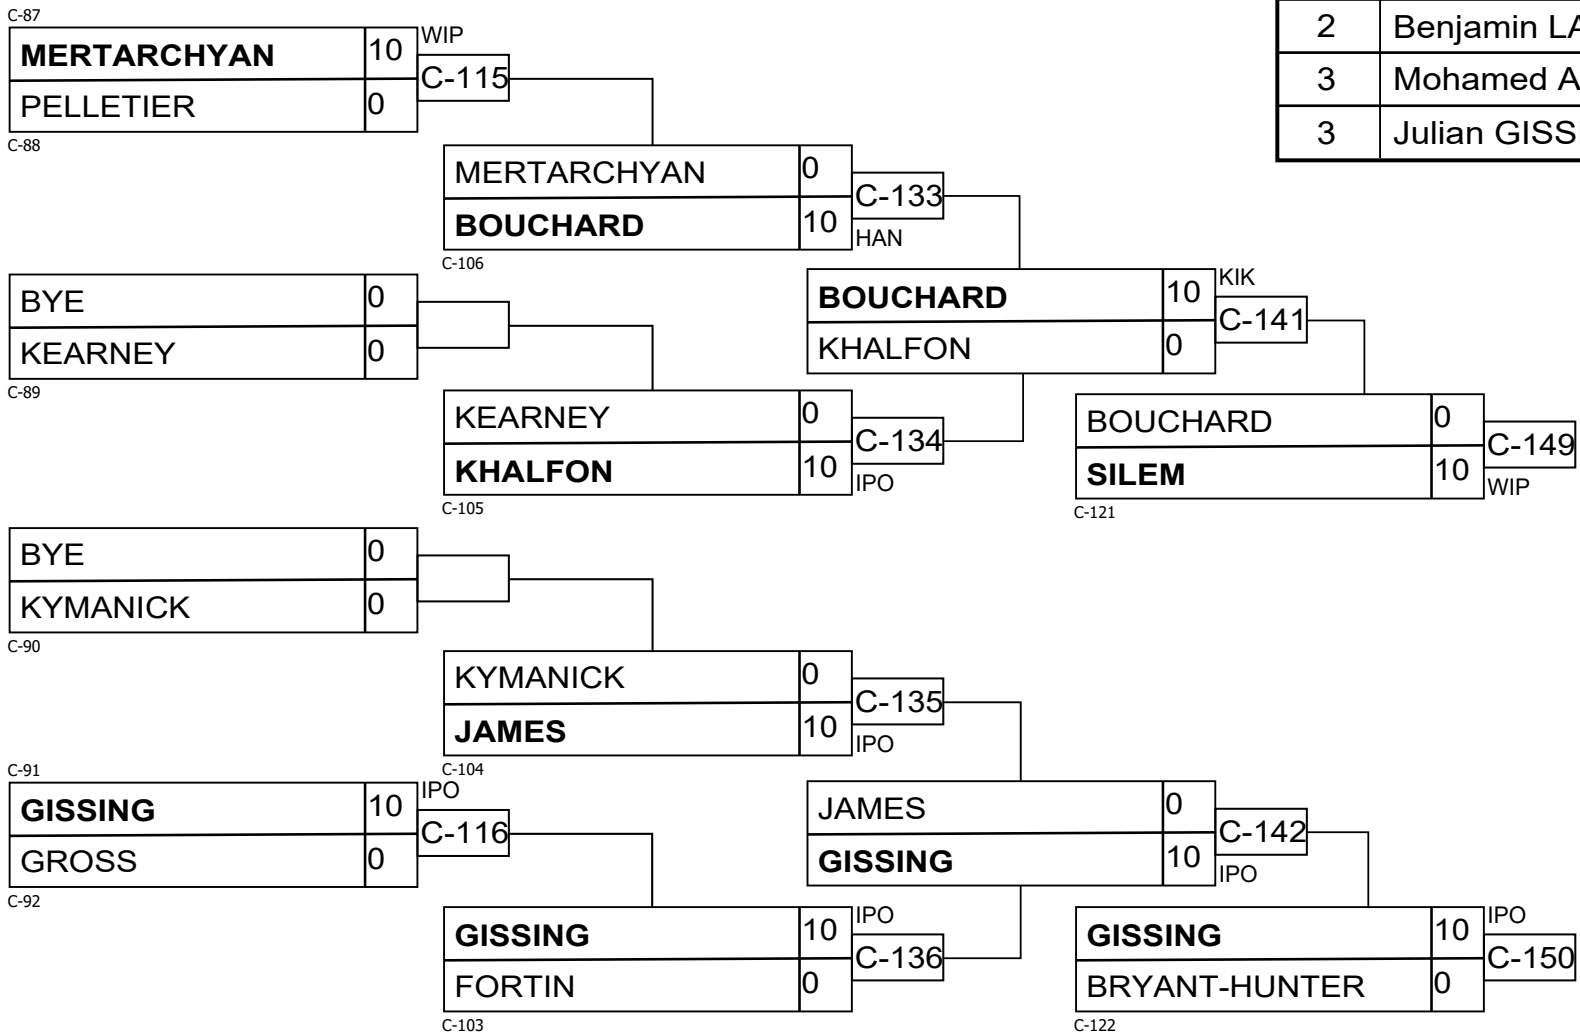 C-87
MERTARCHYAN 10 WIP
C-115
PELLETIER 0
C-88
2 Benjamin LA
3 Mohamed A
3 Julian GISS
MERTARCHYAN 0
C-133
BOUCHARD 10 HAN
C-106
BYE 0
KEARNEY 0
C-89
BOUCHARD 10 KIK
C-141
KHALFON 0
KEARNEY 0
C-134
KHALFON 10 IPO
C-105
BOUCHARD 0
C-149
SILEM 10 WIP
C-121
BYE 0
KYMANICK 0
C-90
KYMANICK 0
C-135
JAMES 10 IPO
C-104
C-91
GISSING 10 IPO
C-116
GROSS 0
C-92
JAMES 0
C-142
GISSING 10 IPO
GISSING 10 IPO
C-136
FORTIN 0
C-103
GISSING 10 IPO
C-150
BRYANT-HUNTER 0
C-122